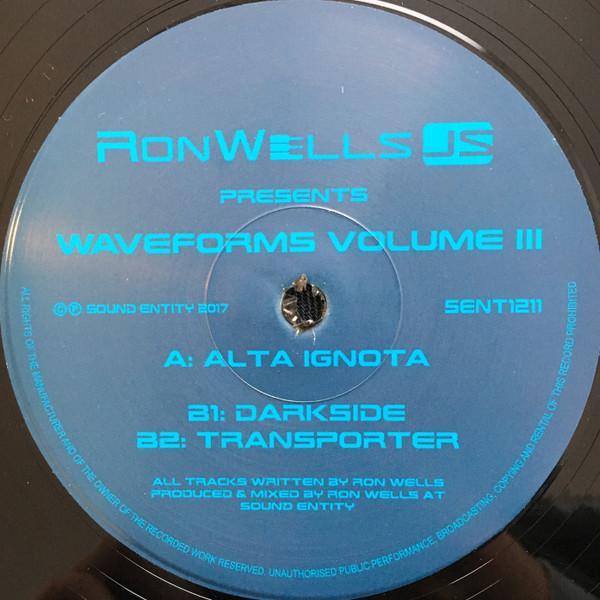 RONWELLS JS
PRESENTS
WAVEFORMS VOLUME III
©℗ SOUND ENTITY 2017
SENT1211
A: ALTA IGNOTA
B1: DARKSIDE
B2: TRANSPORTER
ALL TRACKS WRITTEN BY RON WELLS
PRODUCED & MIXED BY RON WELLS AT
SOUND ENTITY
ALL RIGHTS OF THE MANUFACTURER AND OF THE OWNER OF THE RECORDED WORK RESERVED. UNAUTHORISED PUBLIC PERFORMANCE, BROADCASTING, COPYING AND RENTAL OF THIS RECORD PROHIBITED